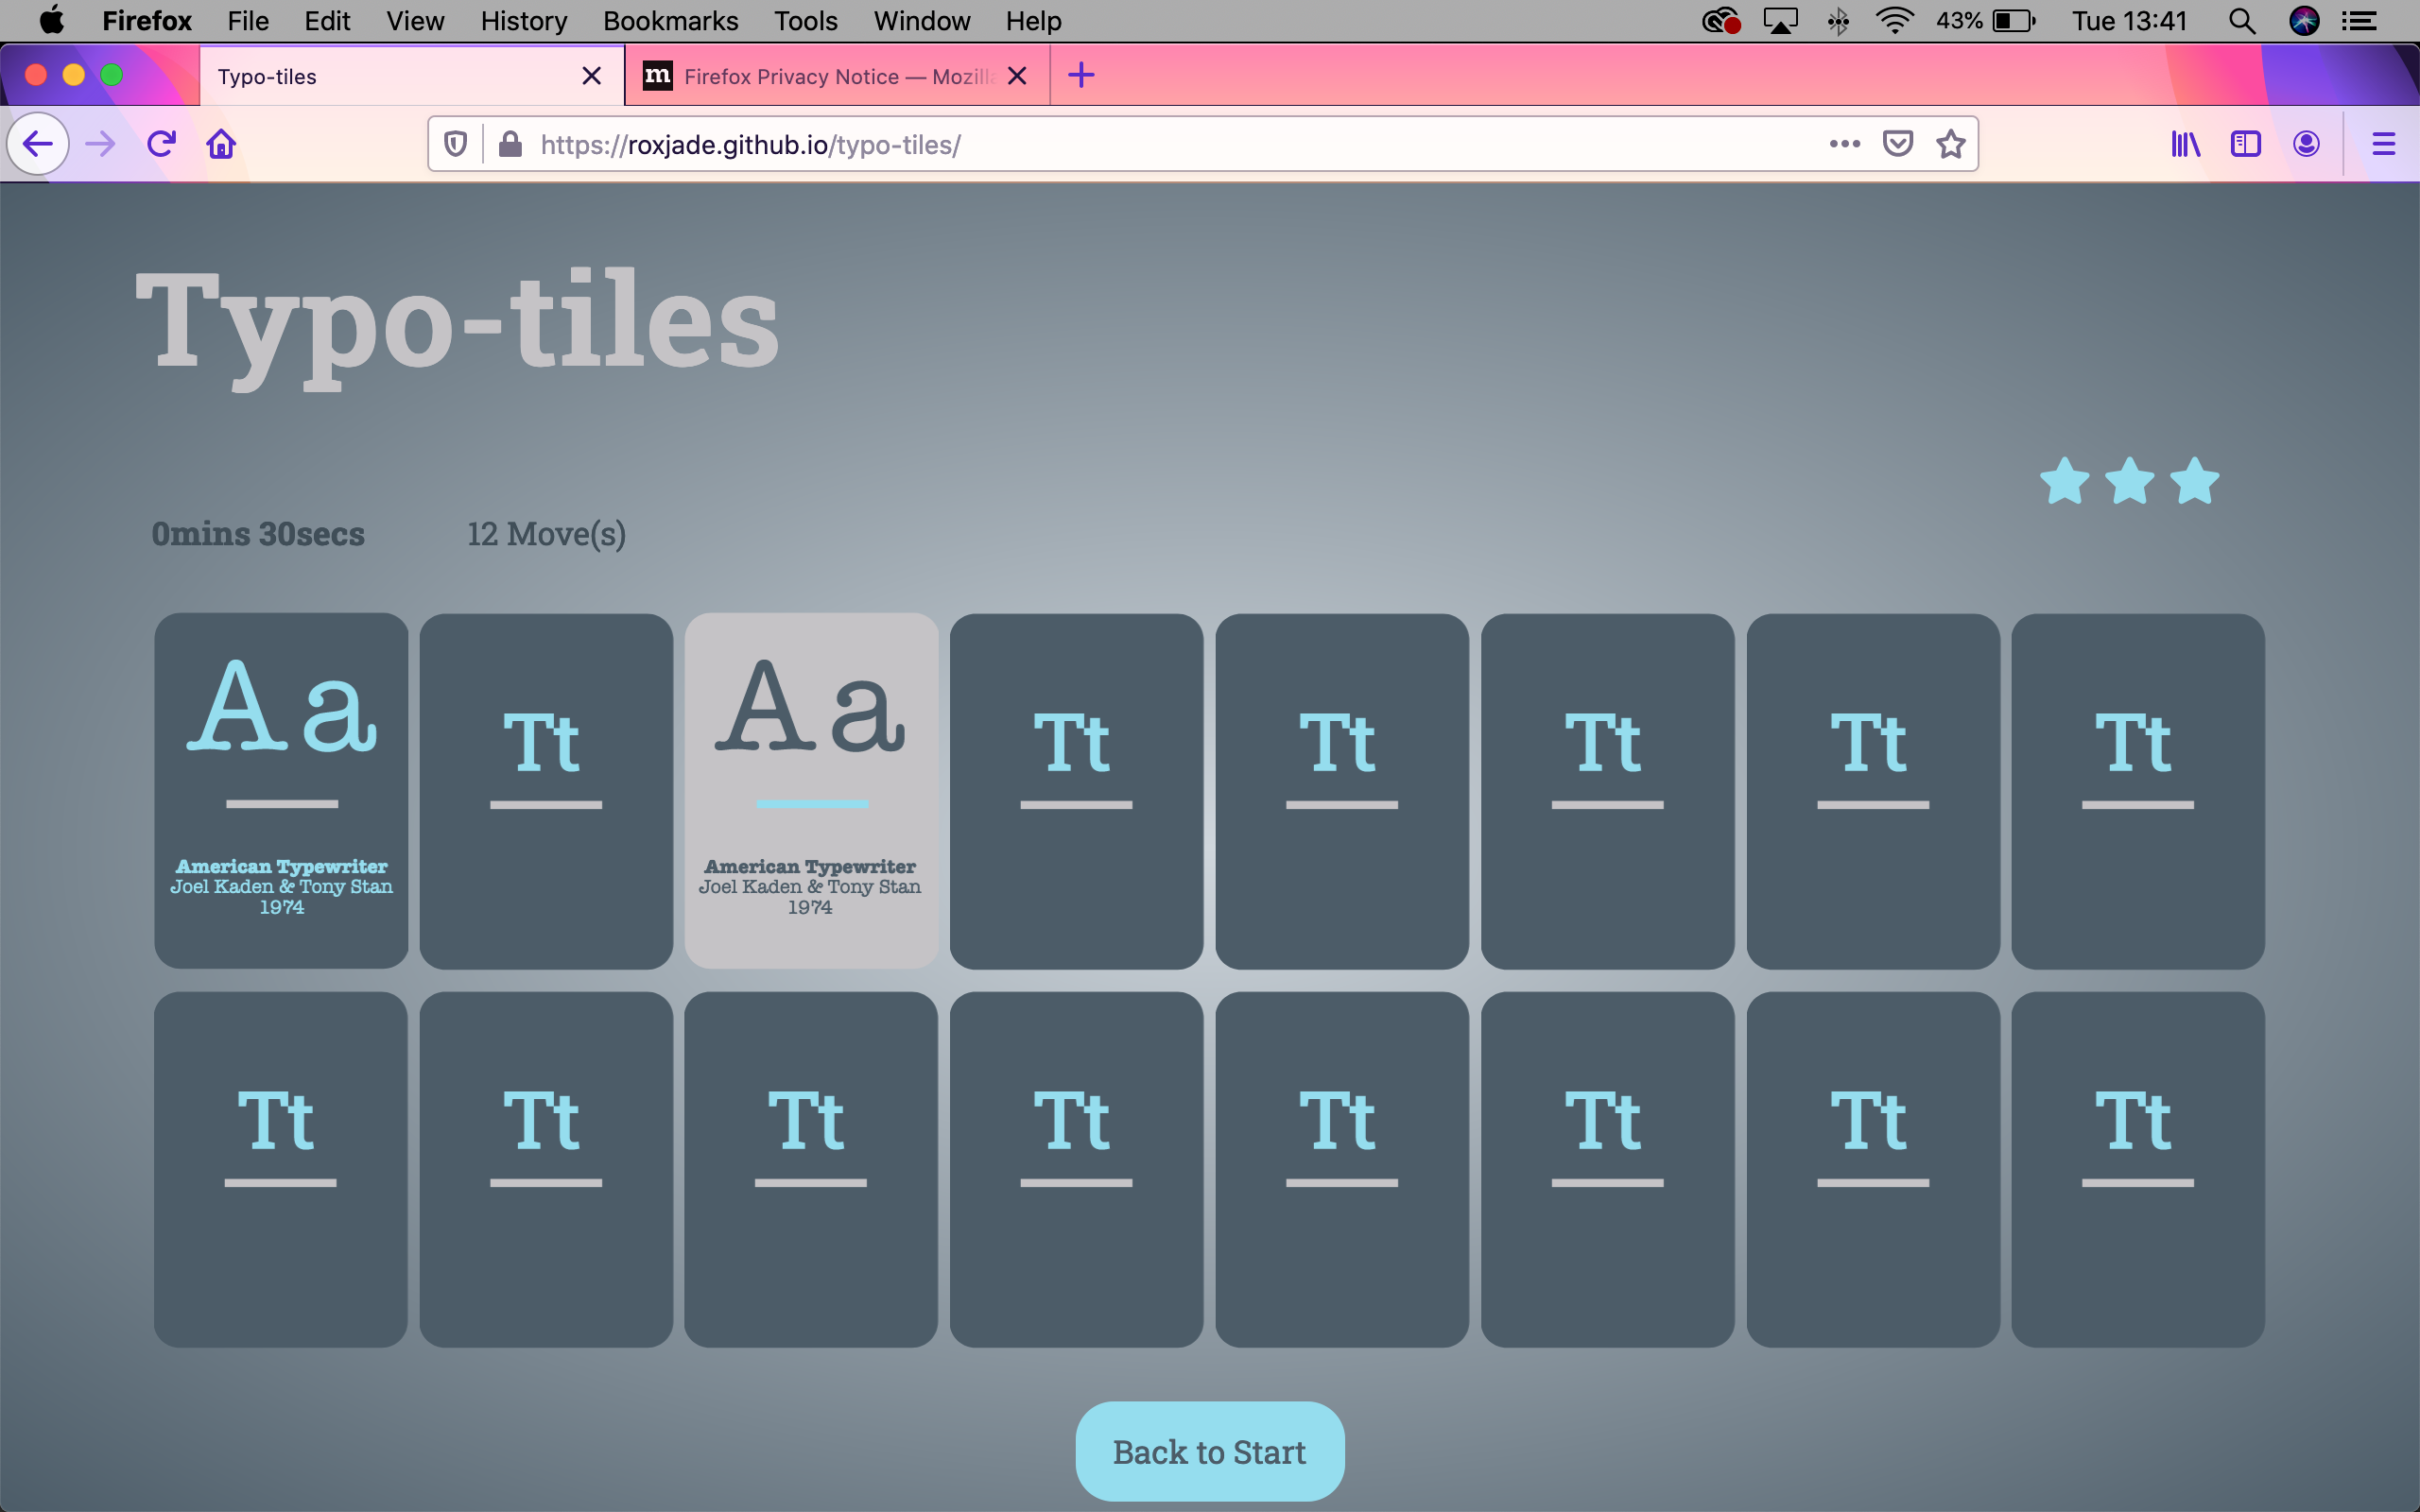 Firefox File Edit View History Bookmarks Tools Window Help 43% Tue 13:41
Typo-tiles m Firefox Privacy Notice — Mozilla
https://roxjade.github.io/typo-tiles/
Typo-tiles
0mins 30secs 12 Move(s)
Aa Tt Aa Tt Tt Tt Tt Tt
American Typewriter American Typewriter
Joel Kaden & Tony Stan Joel Kaden & Tony Stan
1974 1974
Tt Tt Tt Tt Tt Tt Tt Tt
Back to Start